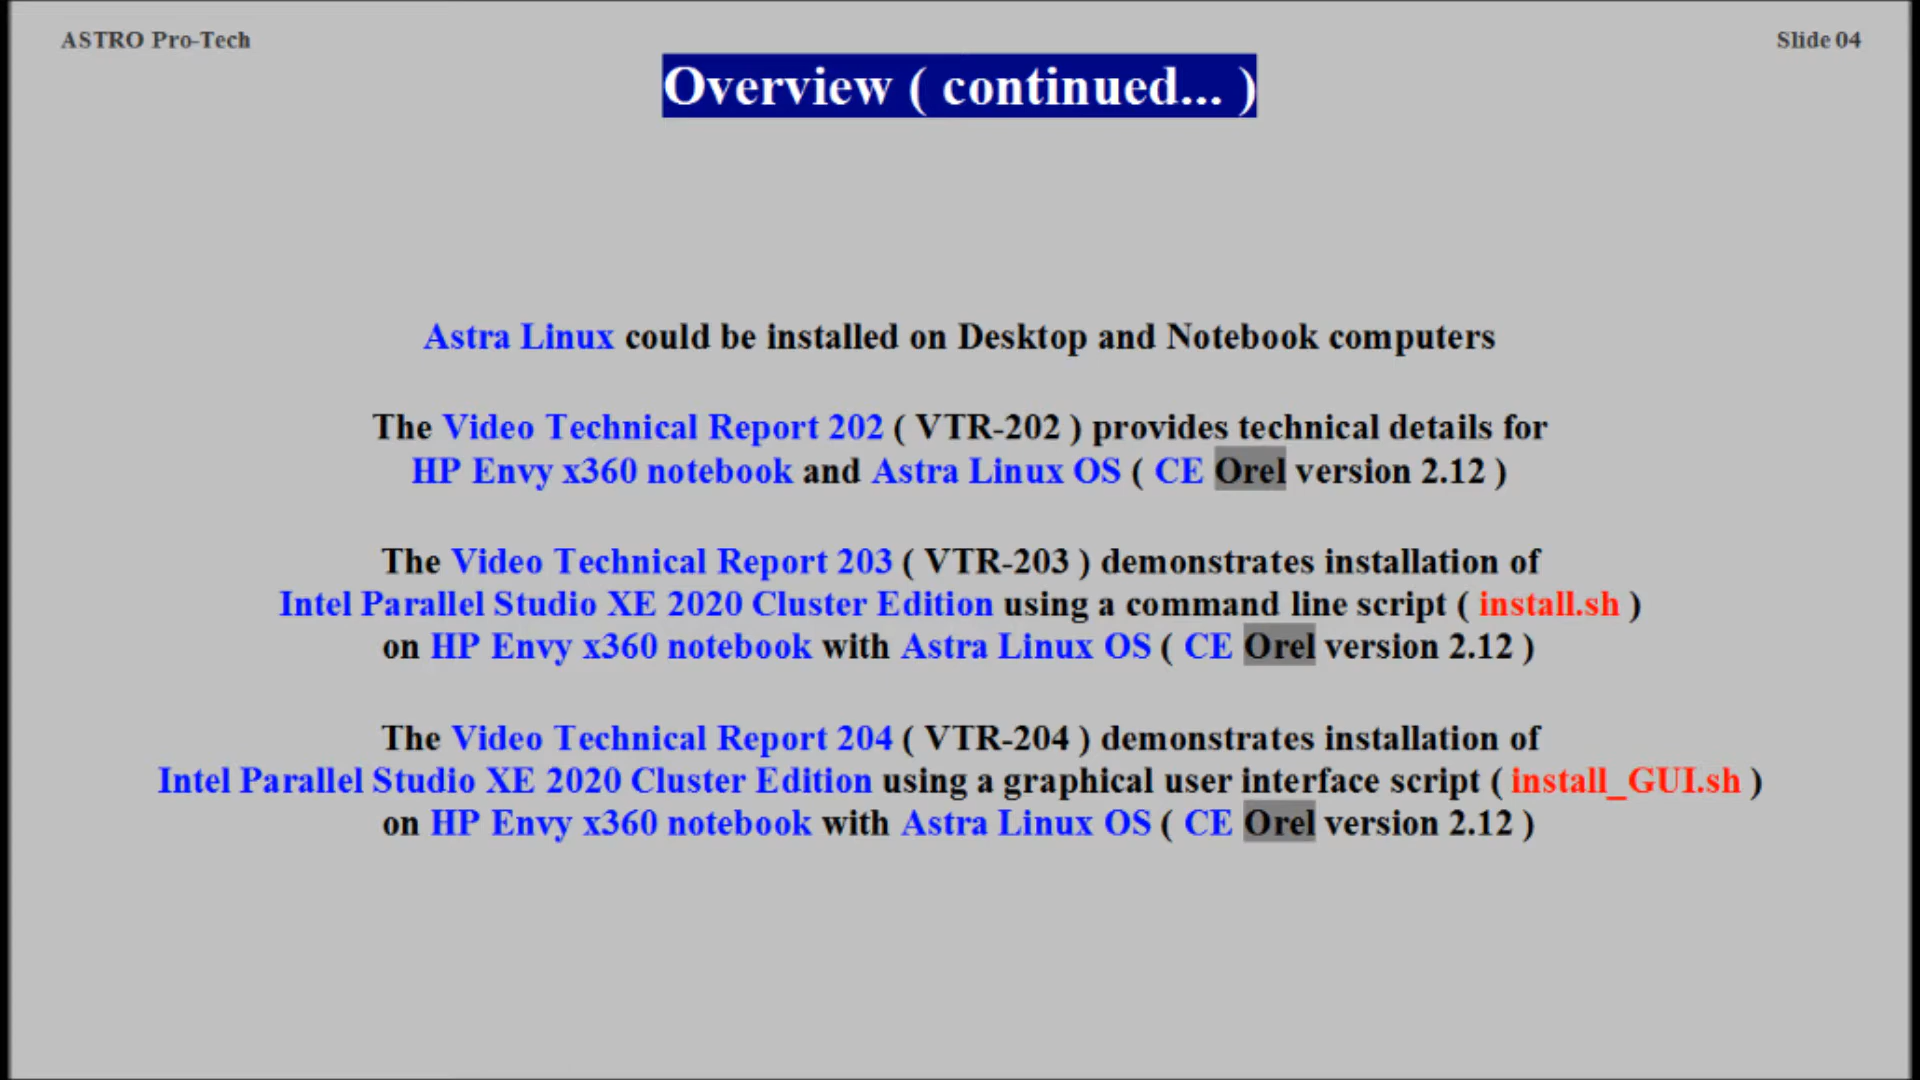 ASTRO Pro-Tech
Slide 04
Overview ( continued... )
Astra Linux could be installed on Desktop and Notebook computers
The Video Technical Report 202 ( VTR-202 ) provides technical details for
HP Envy x360 notebook and Astra Linux OS ( CE Orel version 2.12 )
The Video Technical Report 203 ( VTR-203 ) demonstrates installation of
Intel Parallel Studio XE 2020 Cluster Edition using a command line script ( install.sh )
on HP Envy x360 notebook with Astra Linux OS ( CE Orel version 2.12 )
The Video Technical Report 204 ( VTR-204 ) demonstrates installation of
Intel Parallel Studio XE 2020 Cluster Edition using a graphical user interface script ( install_GUI.sh )
on HP Envy x360 notebook with Astra Linux OS ( CE Orel version 2.12 )